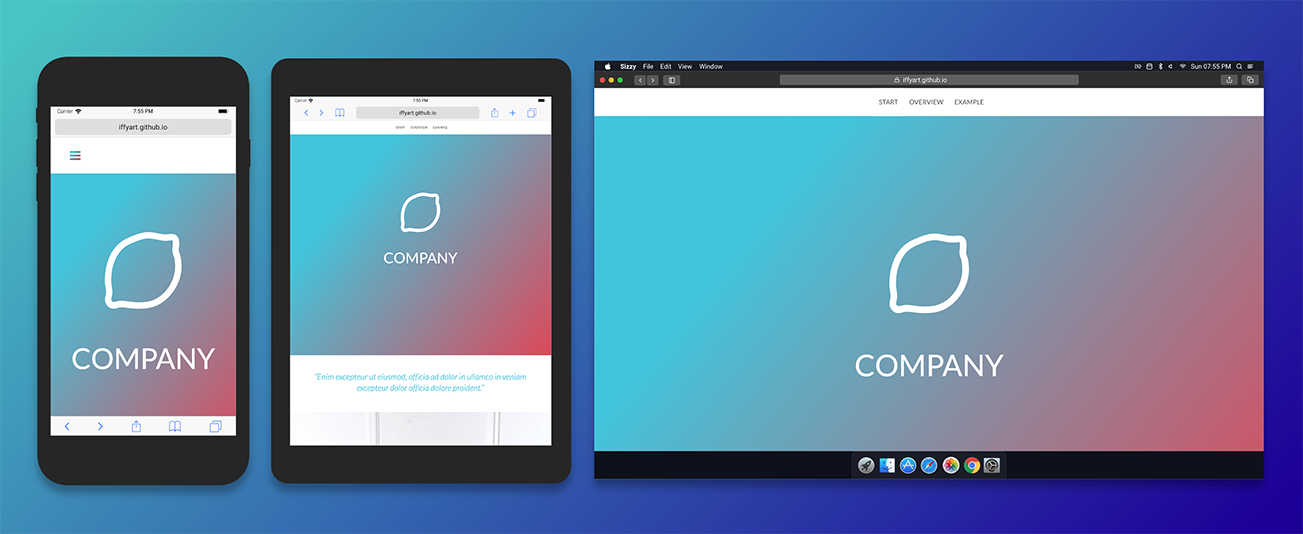 Carrier 7:55 PM
iffyart.github.io
COMPANY
Carrier 7:55 PM
iffyart.github.io
START OVERVIEW EXAMPLE
COMPANY
"Enim excepteur ut eiusmod, officia ad dolor in ullamco in veniam
excepteur dolor officia dolore proident."
Sizzy File Edit View Window Sun 07:55 PM
iffyart.github.io
START OVERVIEW EXAMPLE
COMPANY